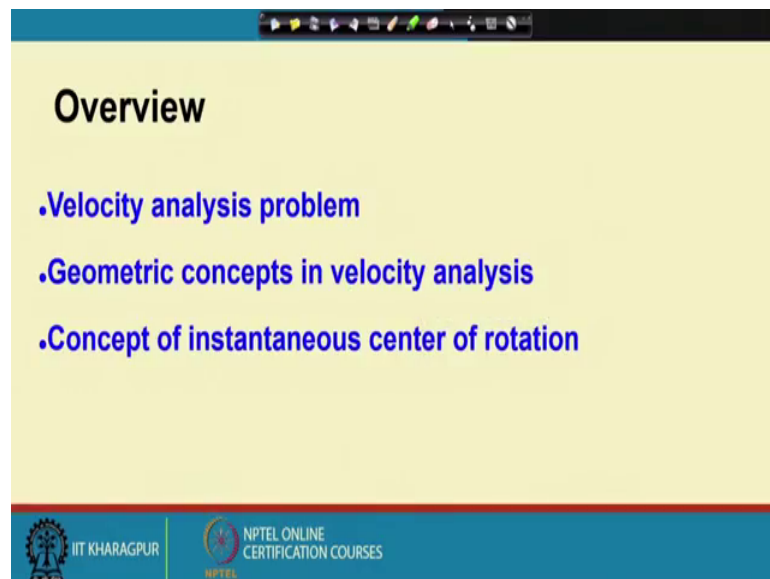 Overview
•Velocity analysis problem
•Geometric concepts in velocity analysis
•Concept of instantaneous center of rotation
IIT KHARAGPUR
NPTEL ONLINE
CERTIFICATION COURSES
NPTEL